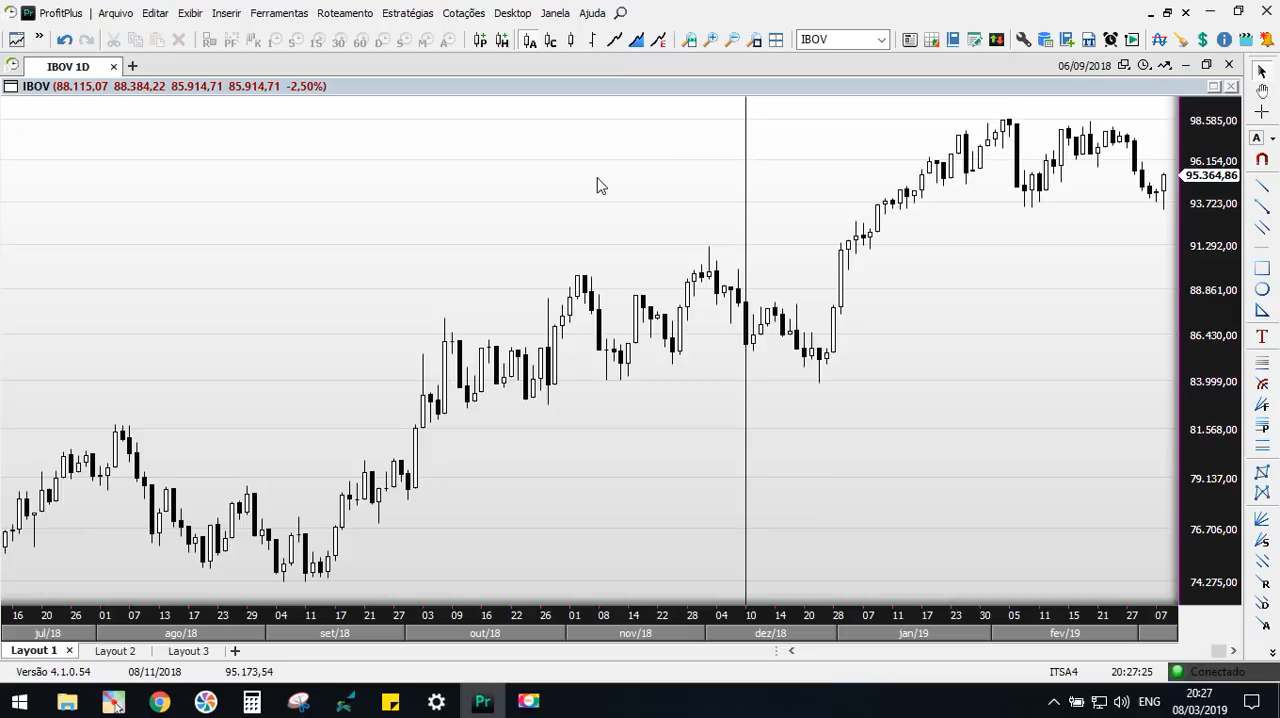 ProfitPlus Arquivo Editar Exibir Inserir Ferramentas Roteamento Estratégias Cotações Desktop Janela Ajuda
IBOV
IBOV 1D
06/09/2018
IBOV (88.115,07 88.384,22 85.914,71 85.914,71 -2,50%)
98.585,00
96.154,00
95.364,86
93.723,00
91.292,00
88.861,00
86.430,00
83.999,00
81.568,00
79.137,00
76.706,00
74.275,00
16 20 26 01 07 13 17 23 29 04 11 17 21 27 03 09 16 22 26 01 08 14 22 28 04 10 14 20 28 07 11 17 23 30 05 11 15 21 27 07
jul/18 ago/18 set/18 out/18 nov/18 dez/18 jan/19 fev/19
Layout 1 Layout 2 Layout 3
Versão 4.1.0.54 08/11/2018 95.173,54 ITSA4 20:27:25 Conectado
ENG
20:27
08/03/2019